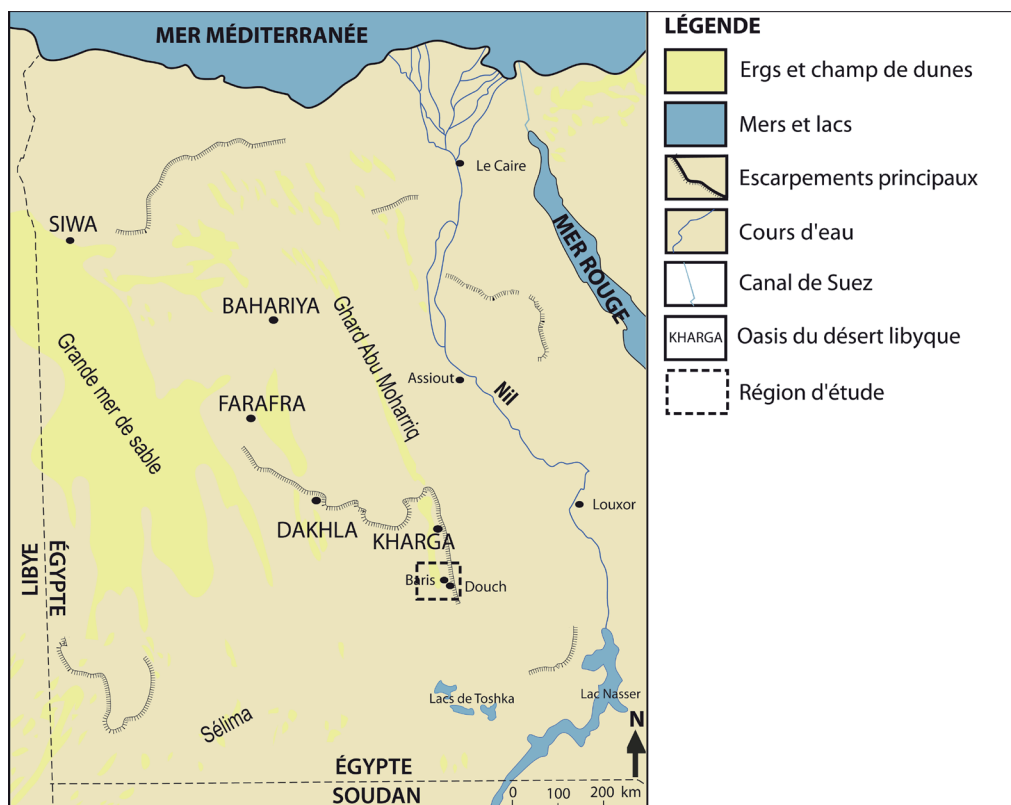 MER MÉDITERRANÉE
Le Caire
SIWA
MER ROUGE
BAHARIYA
Ghard Abu Moharriq
Grande mer de sable
Assiout
Nil
FARAFRA
Louxor
DAKHLA
KHARGA
LIBYE
ÉGYPTE
Baris
Douch
Lacs de Toshka
Lac Nasser
Sélima
N
ÉGYPTE
SOUDAN
0 100 200 km
LÉGENDE
Ergs et champ de dunes
Mers et lacs
Escarpements principaux
Cours d'eau
Canal de Suez
KHARGA Oasis du désert libyque
Région d'étude